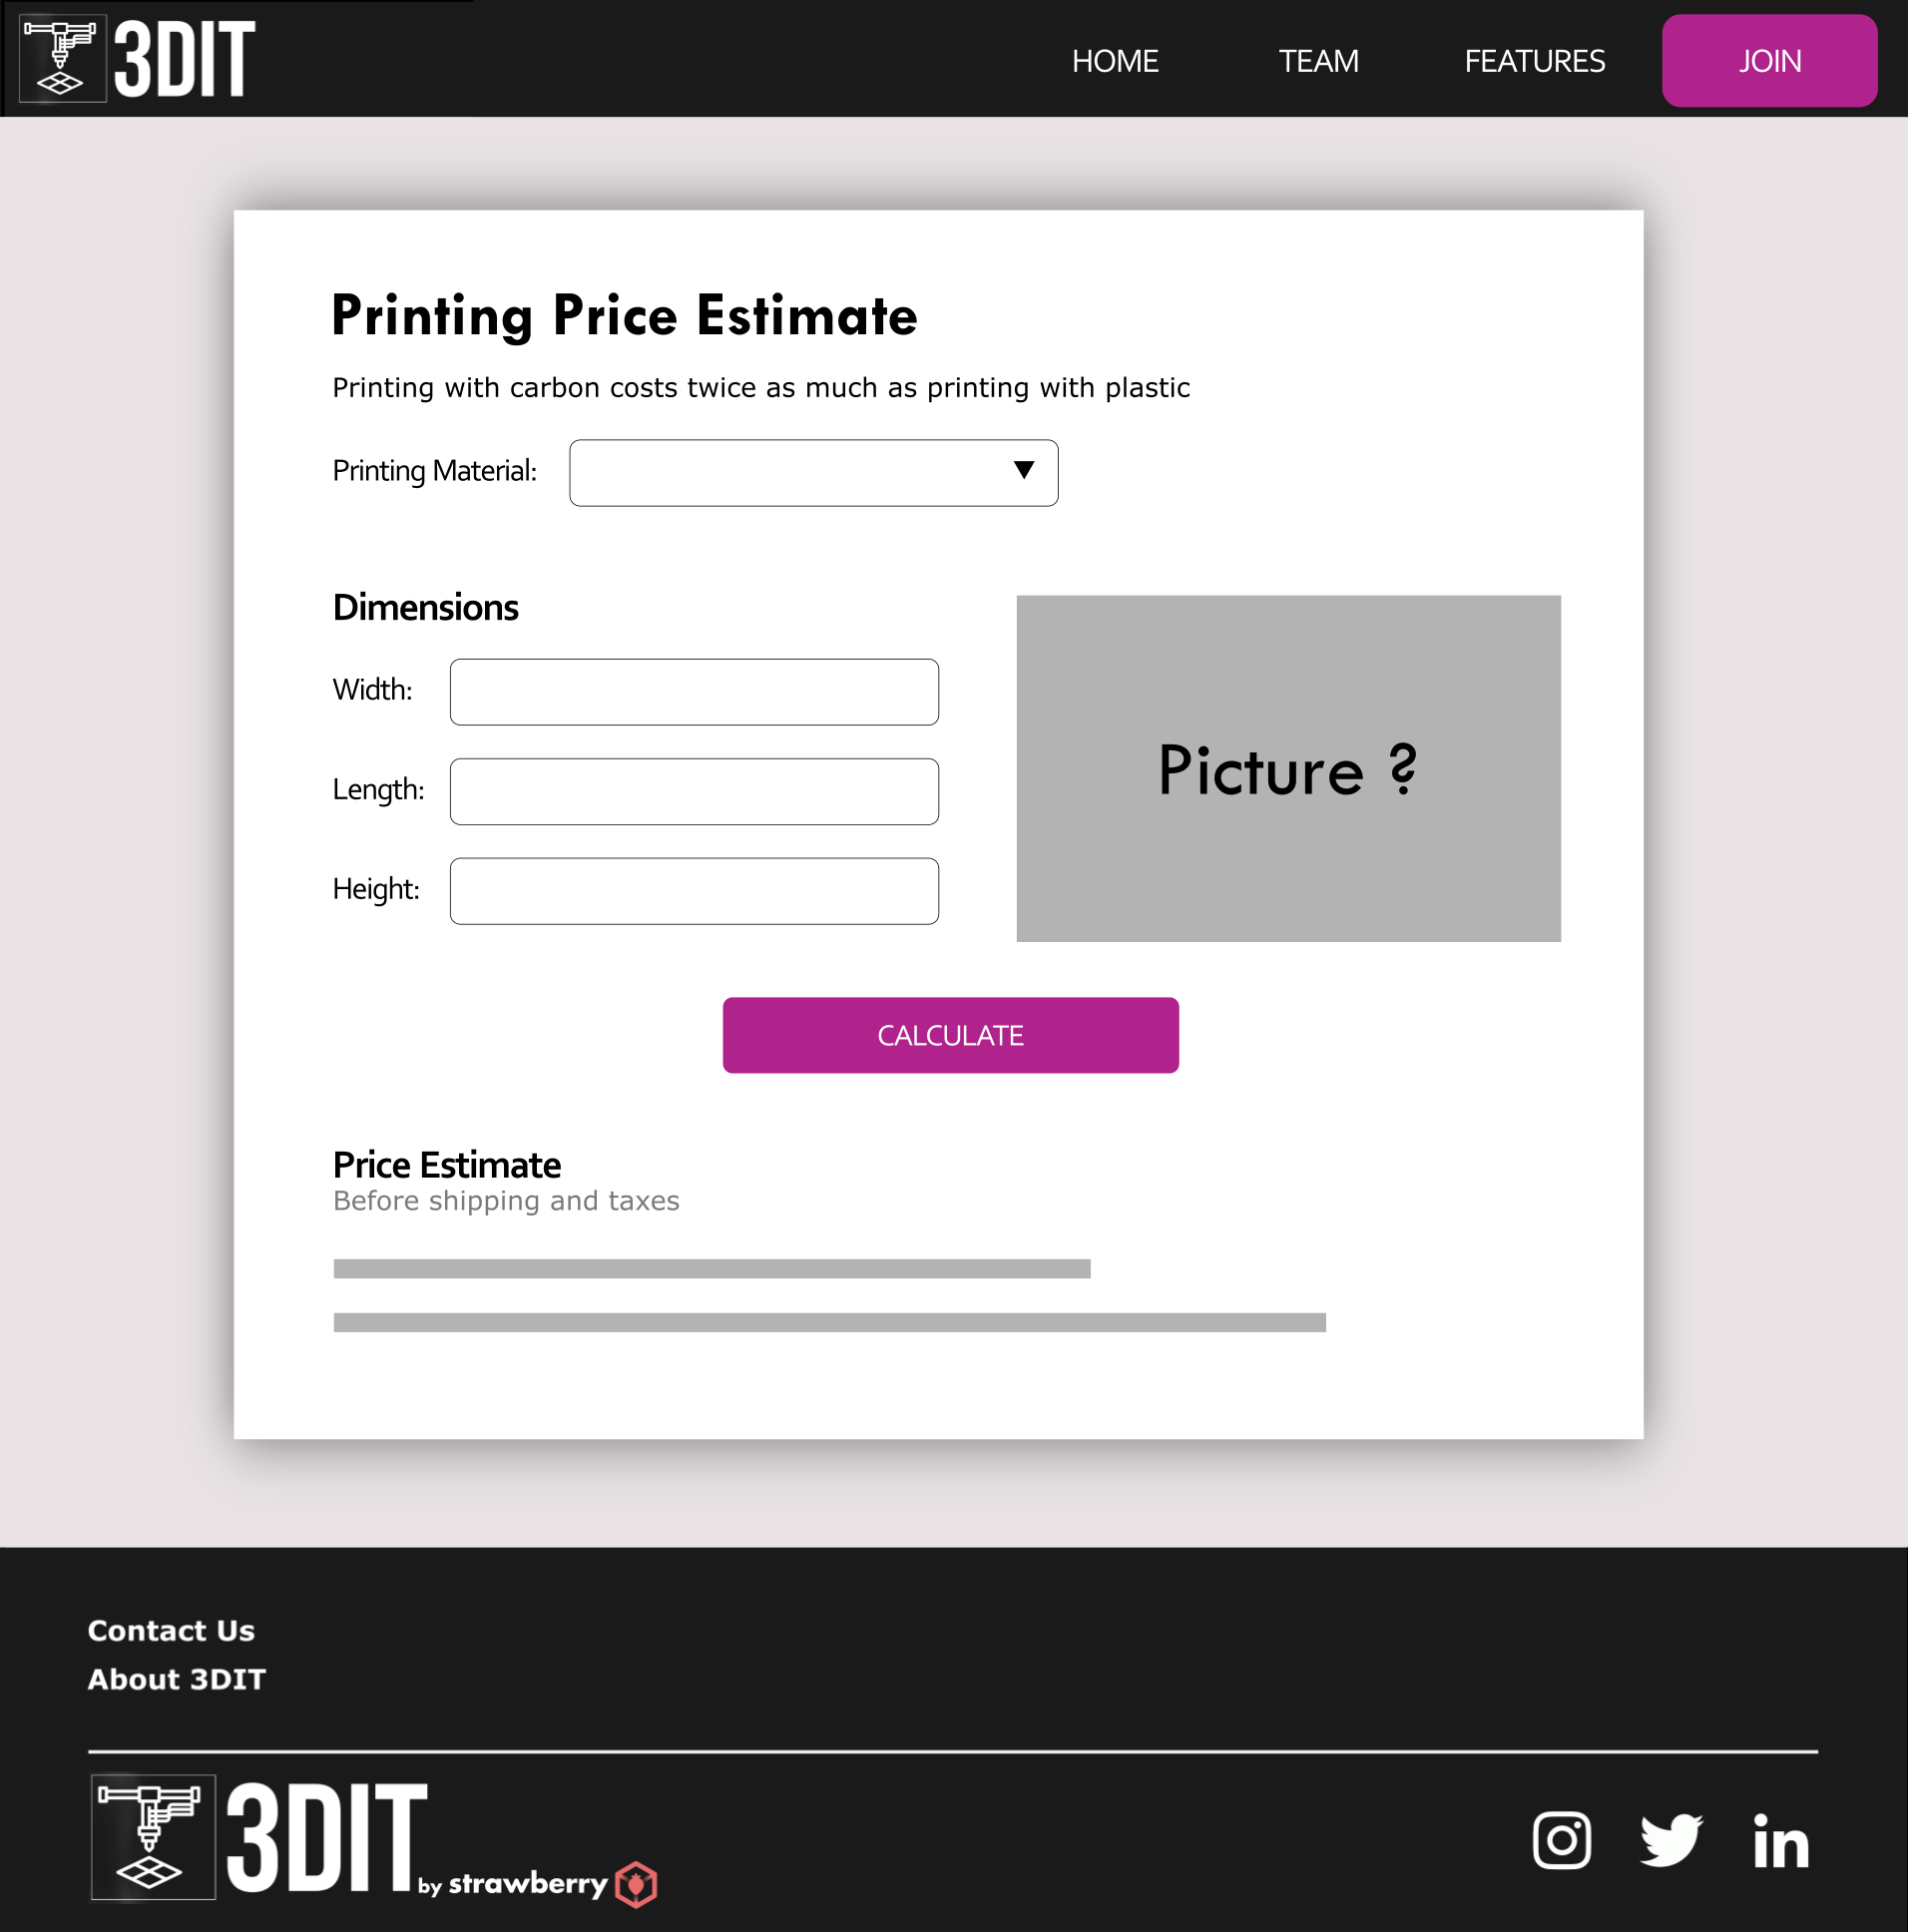 3DIT
HOME TEAM FEATURES JOIN
Printing Price Estimate
Printing with carbon costs twice as much as printing with plastic
Printing Material:
Dimensions
Width:
Length:
Height:
Picture ?
CALCULATE
Price Estimate
Before shipping and taxes
Contact Us
About 3DIT
3DIT by strawberry
in